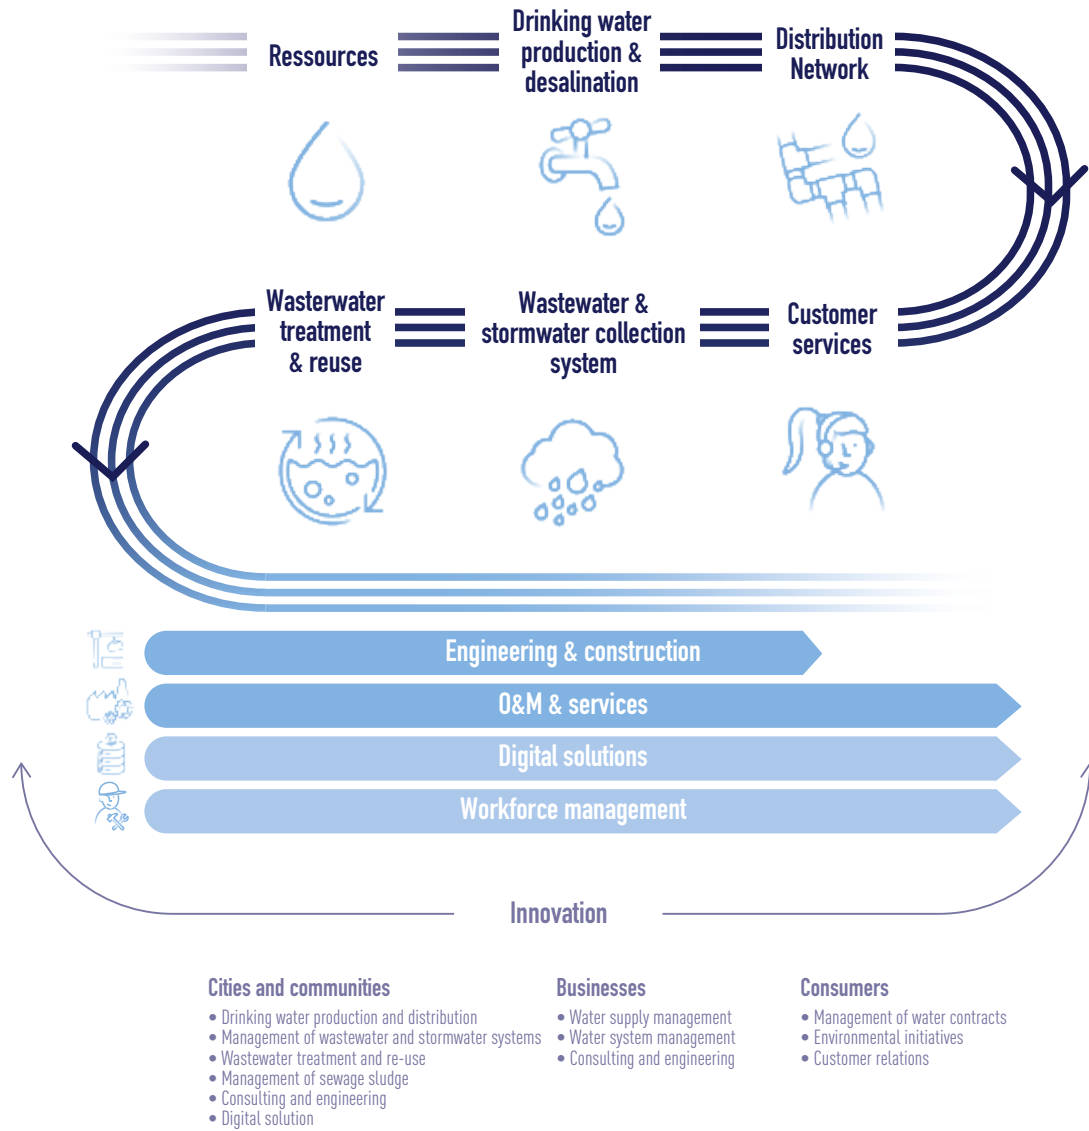 Ressources
Drinking water
production &
desalination
Distribution
Network
Wasterwater
treatment
& reuse
Wastewater &
stormwater collection
system
Customer
services
Engineering & construction
O&M & services
Digital solutions
Workforce management
Innovation
Cities and communities
• Drinking water production and distribution
• Management of wastewater and stormwater systems
• Wastewater treatment and re-use
• Management of sewage sludge
• Consulting and engineering
• Digital solution
Businesses
• Water supply management
• Water system management
• Consulting and engineering
Consumers
• Management of water contracts
• Environmental initiatives
• Customer relations